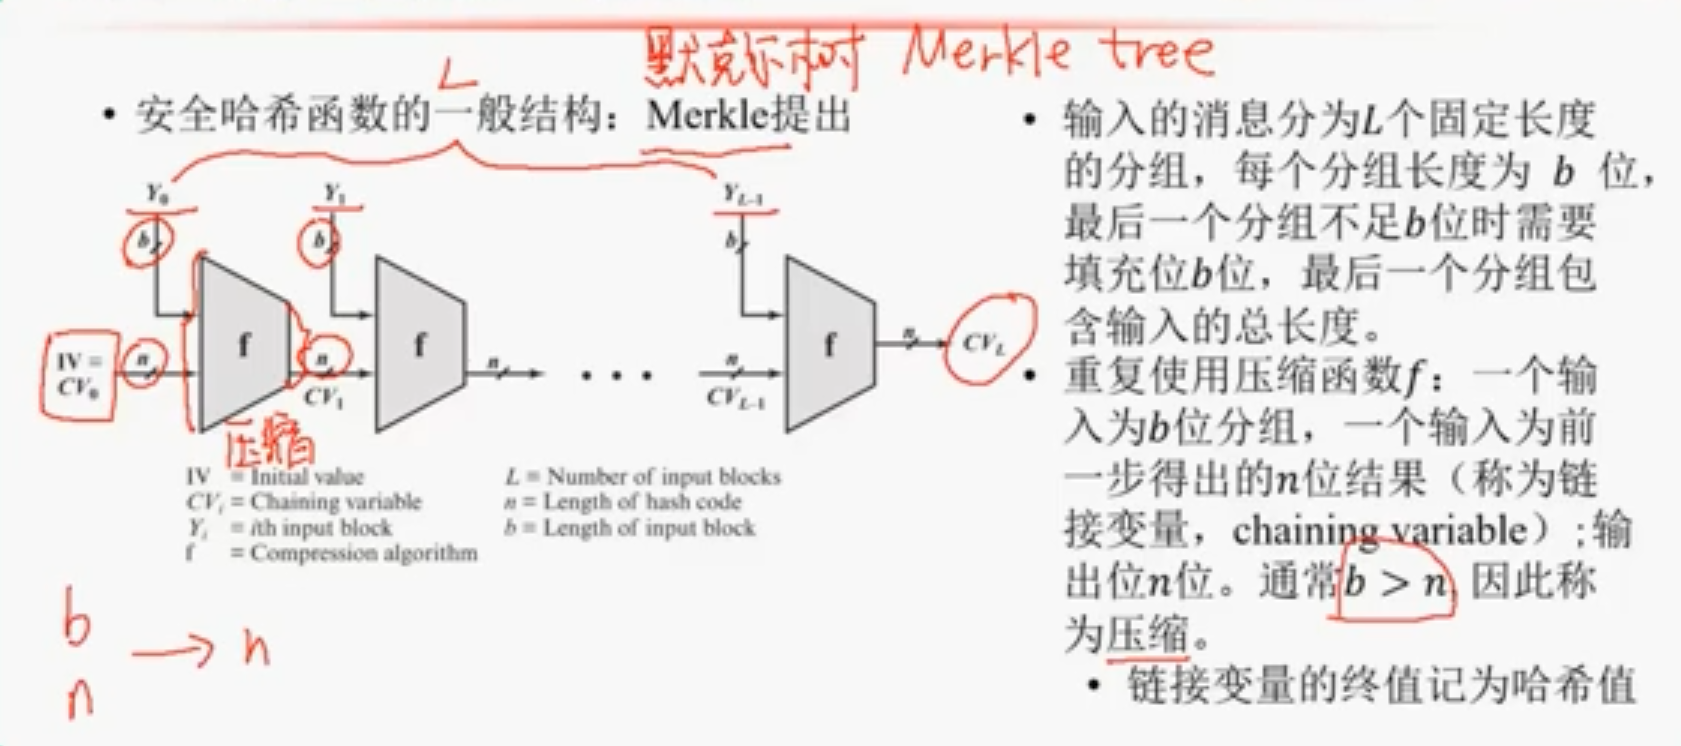 默克尔树 Merkle tree
L
• 安全哈希函数的一般结构：Merkle提出
Y₀
Y₁
Y_L-1
b
b
b
f
f
f
IV =
CV₀
n
n
CV₁
n
• • •
n
CV_L-1
n
CV_L
压缩
IV = Initial value
CVᵢ = Chaining variable
Yᵢ = ith input block
f = Compression algorithm
L = Number of input blocks
n = Length of hash code
b = Length of input block
b
n
→ n
• 输入的消息分为L个固定长度
的分组，每个分组长度为 b 位，
最后一个分组不足b位时需要
填充位b位，最后一个分组包
含输入的总长度。
• 重复使用压缩函数f：一个输
入为b位分组，一个输入为前
一步得出的n位结果（称为链
接变量，chaining variable）;输
出位n位。通常b > n, 因此称
为压缩。
• 链接变量的终值记为哈希值